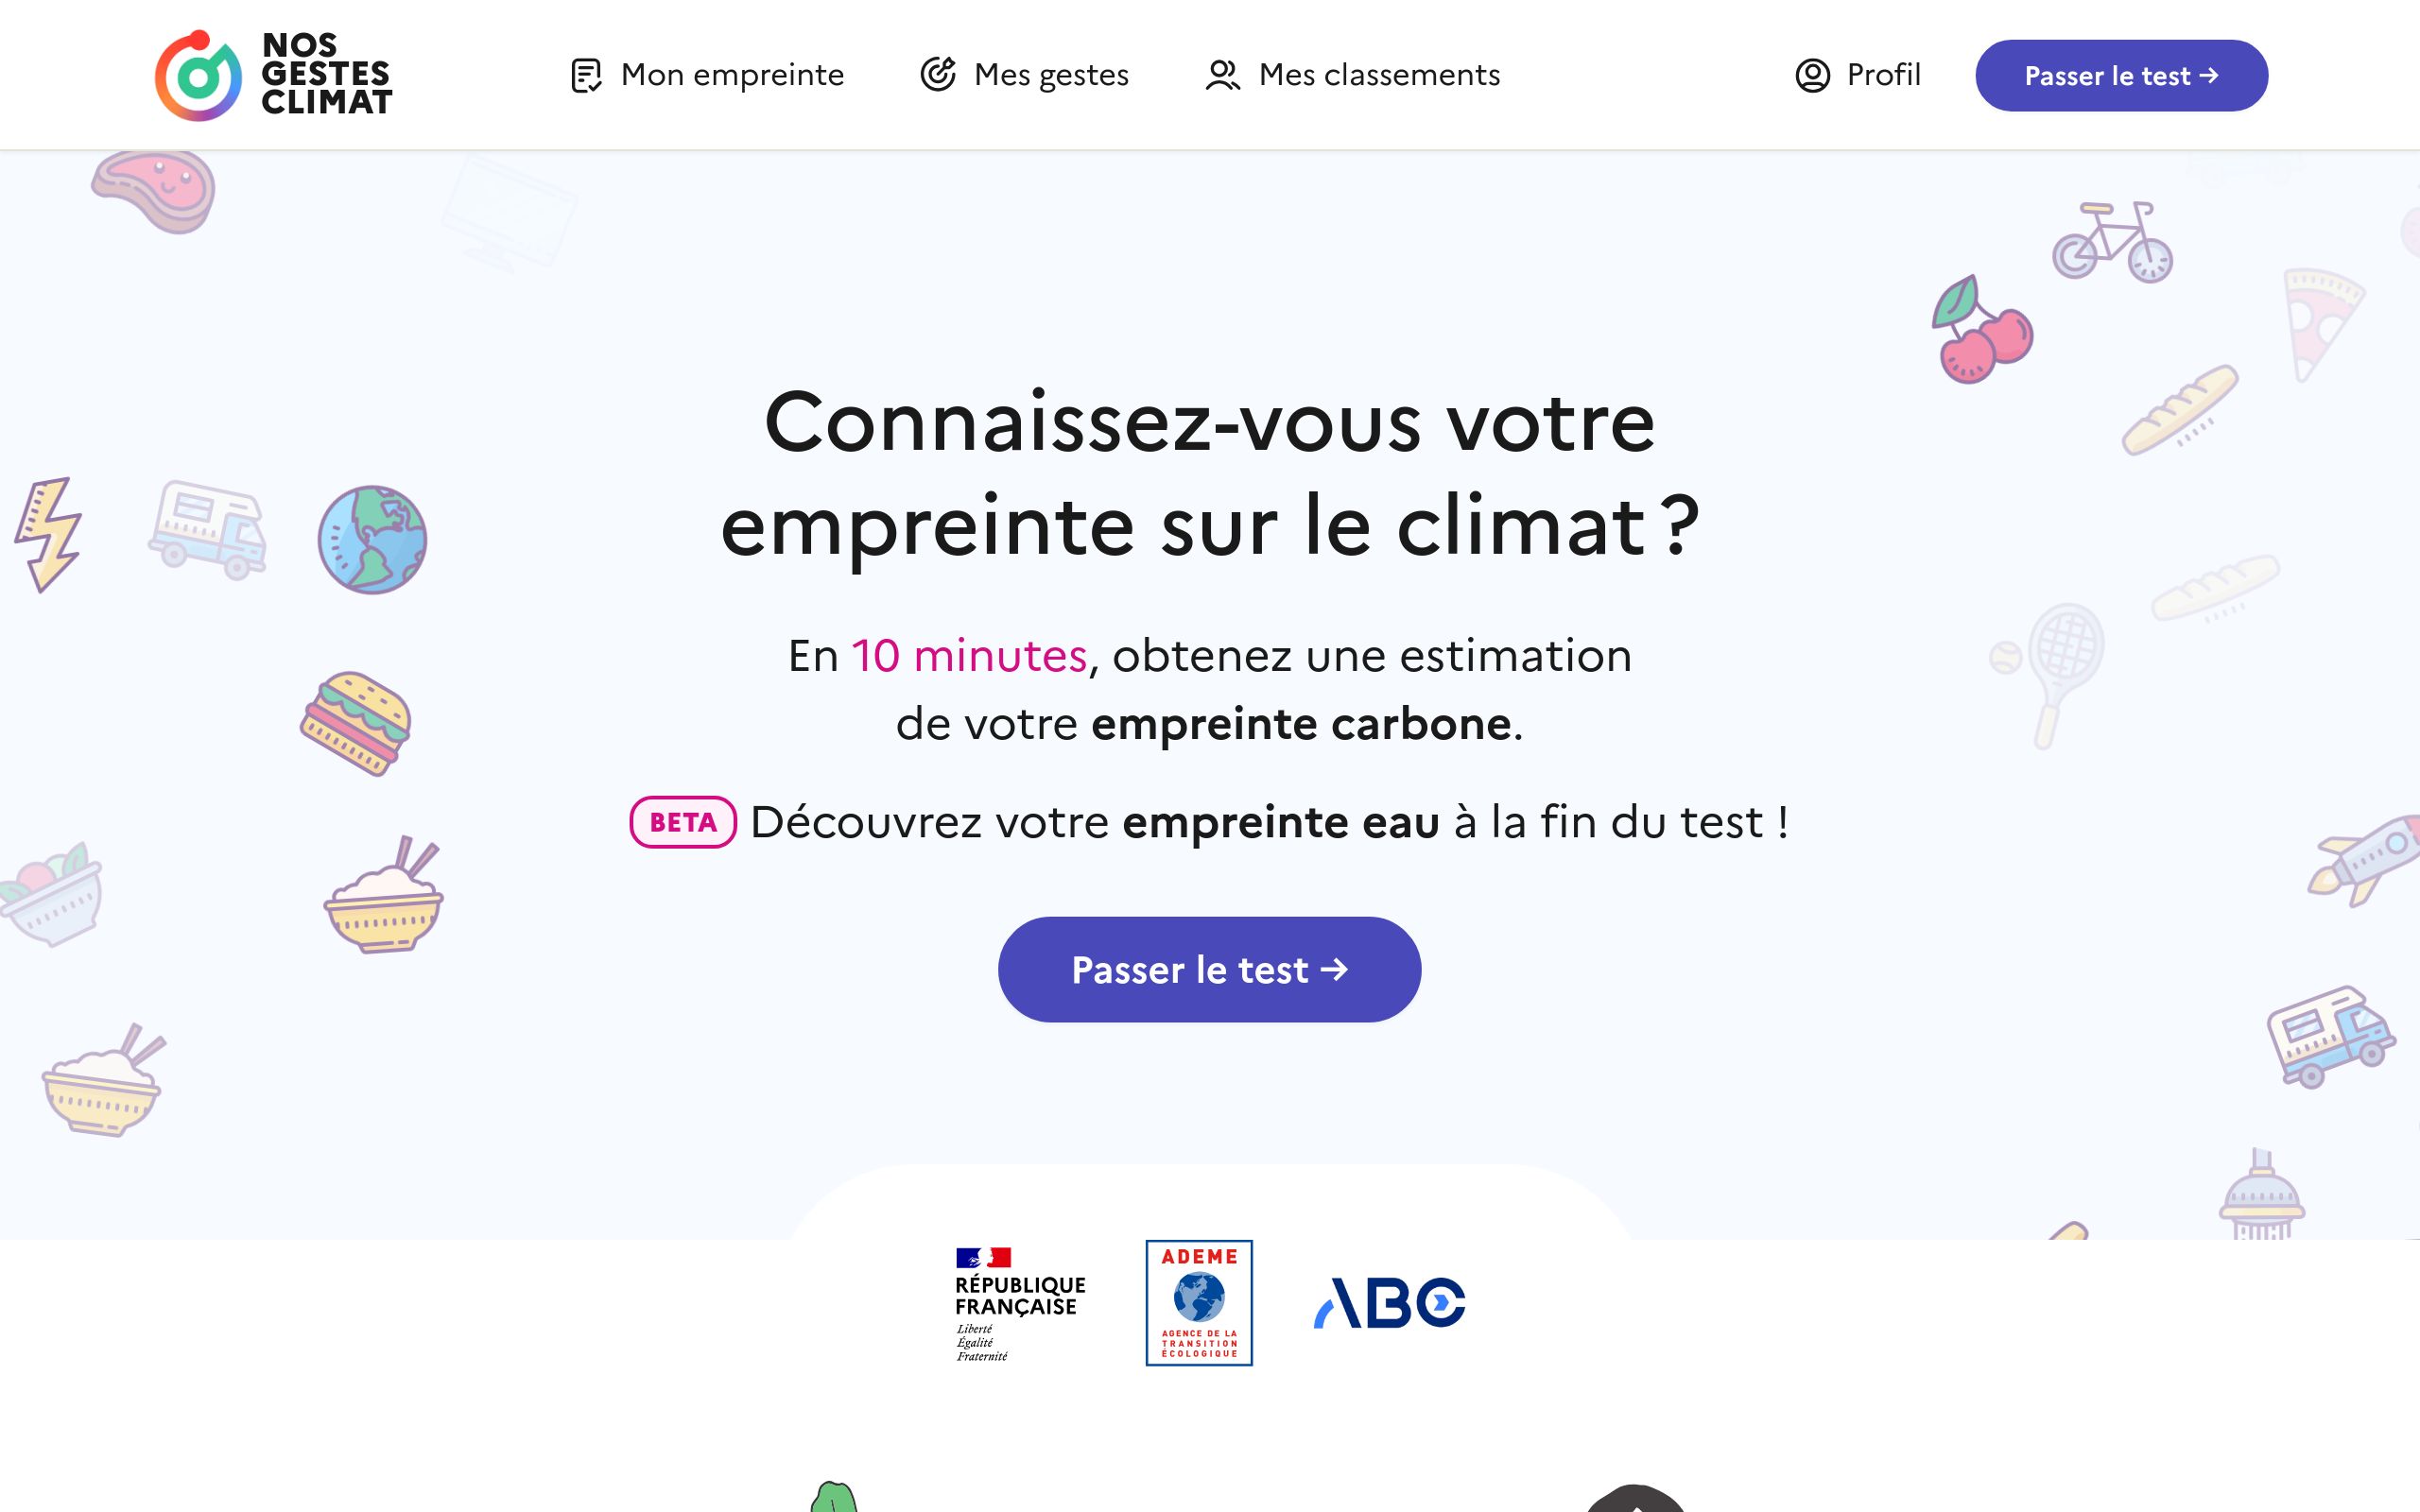 NOS
GESTES
CLIMAT
Mon empreinte
Mes gestes
Mes classements
Profil
Passer le test →
Connaissez-vous votre
empreinte sur le climat ?
En 10 minutes, obtenez une estimation
de votre empreinte carbone.
BETA Découvrez votre empreinte eau à la fin du test !
Passer le test →
RÉPUBLIQUE
FRANÇAISE
Liberté
Égalité
Fraternité
ADEME
AGENCE DE LA
TRANSITION
ÉCOLOGIQUE
ABC